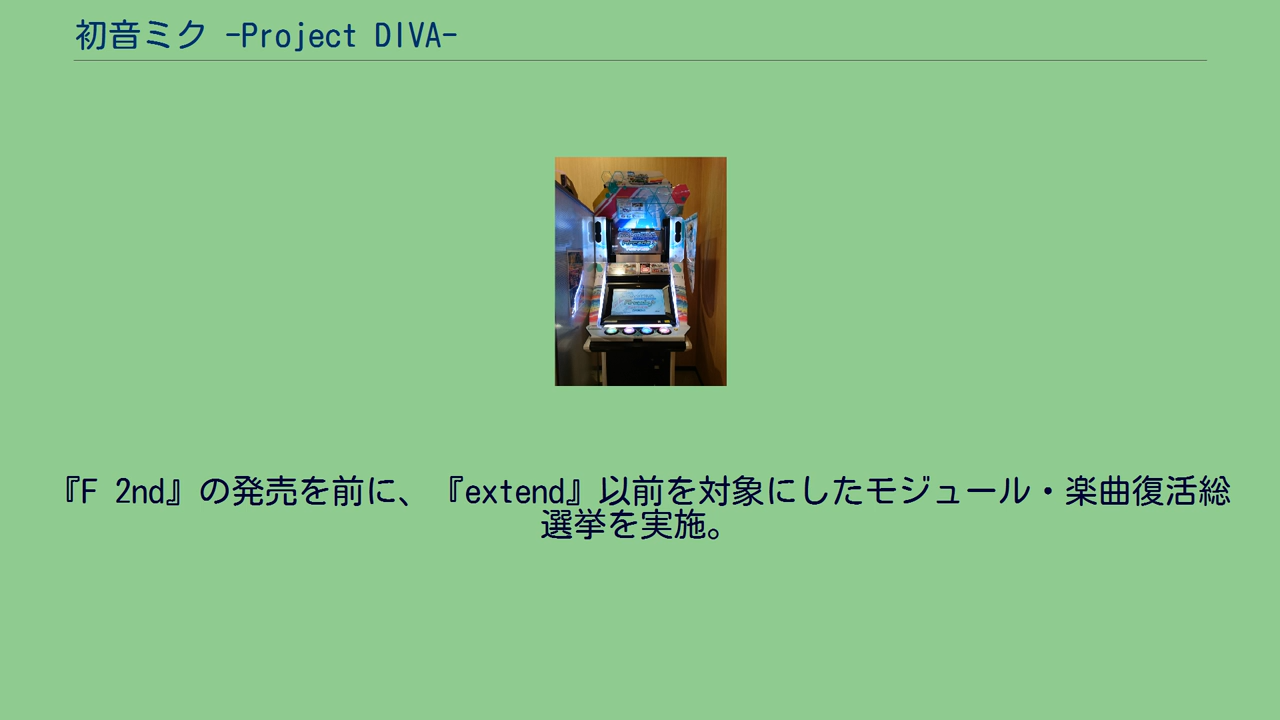 初音ミク -Project DIVA-
『F 2nd』の発売を前に、『extend』以前を対象にしたモジュール・楽曲復活総
選挙を実施。